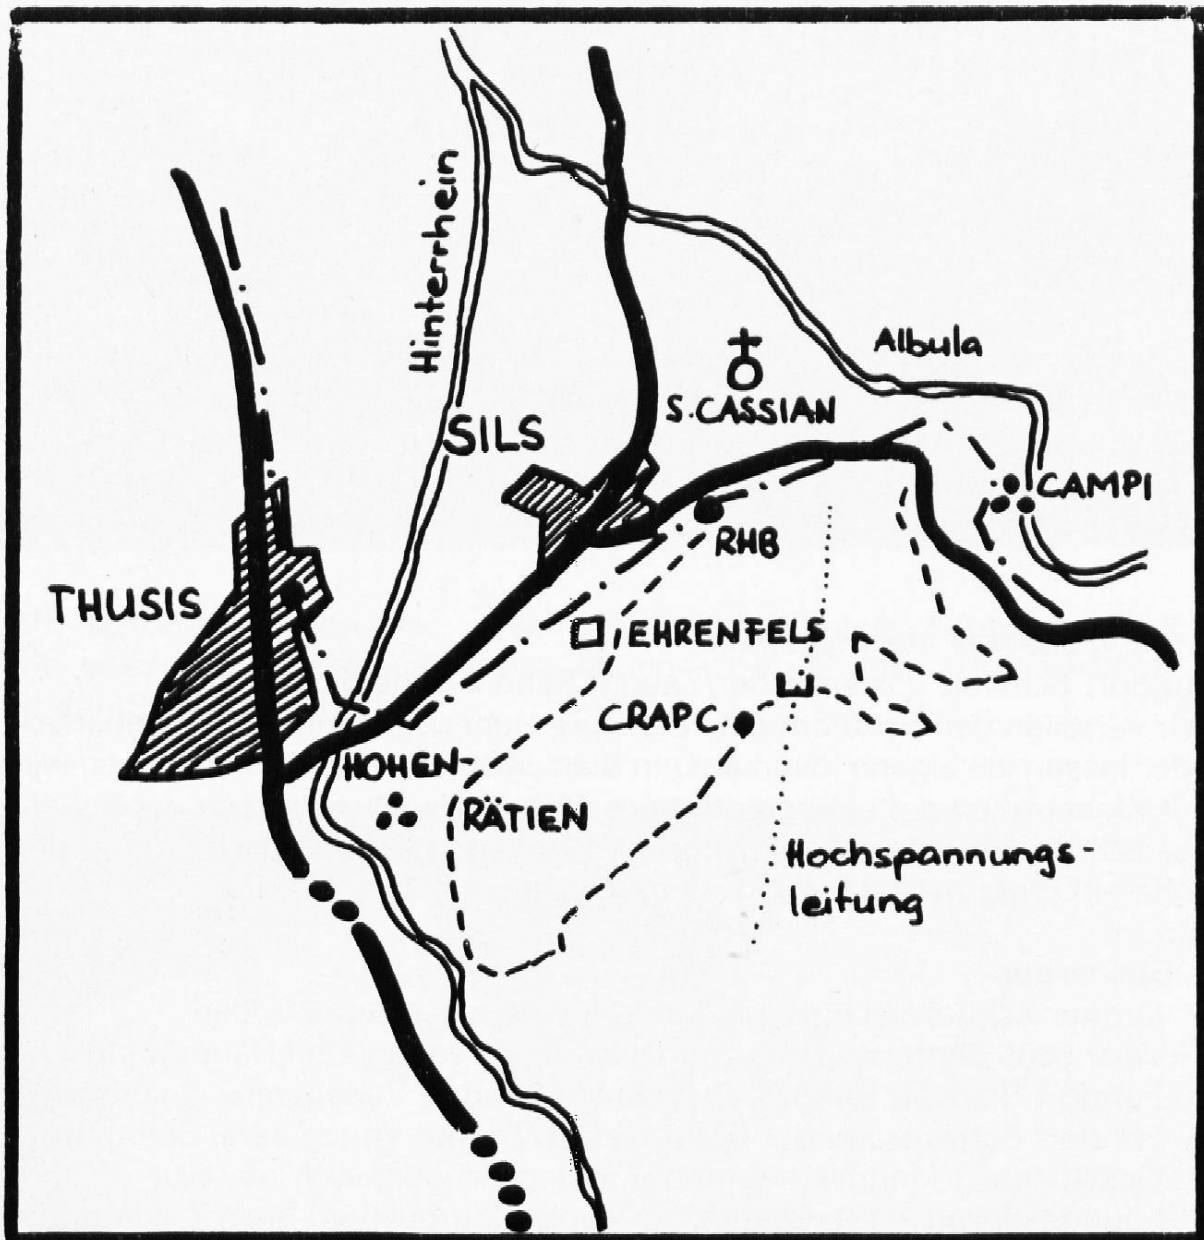 Hinterrhein
Albula
S. CASSIAN
SILS
CAMPI
RHB
THUSIS
EHRENFELS
CRAP C.
HOHEN-
RÄTIEN
Hochspannungs-
leitung